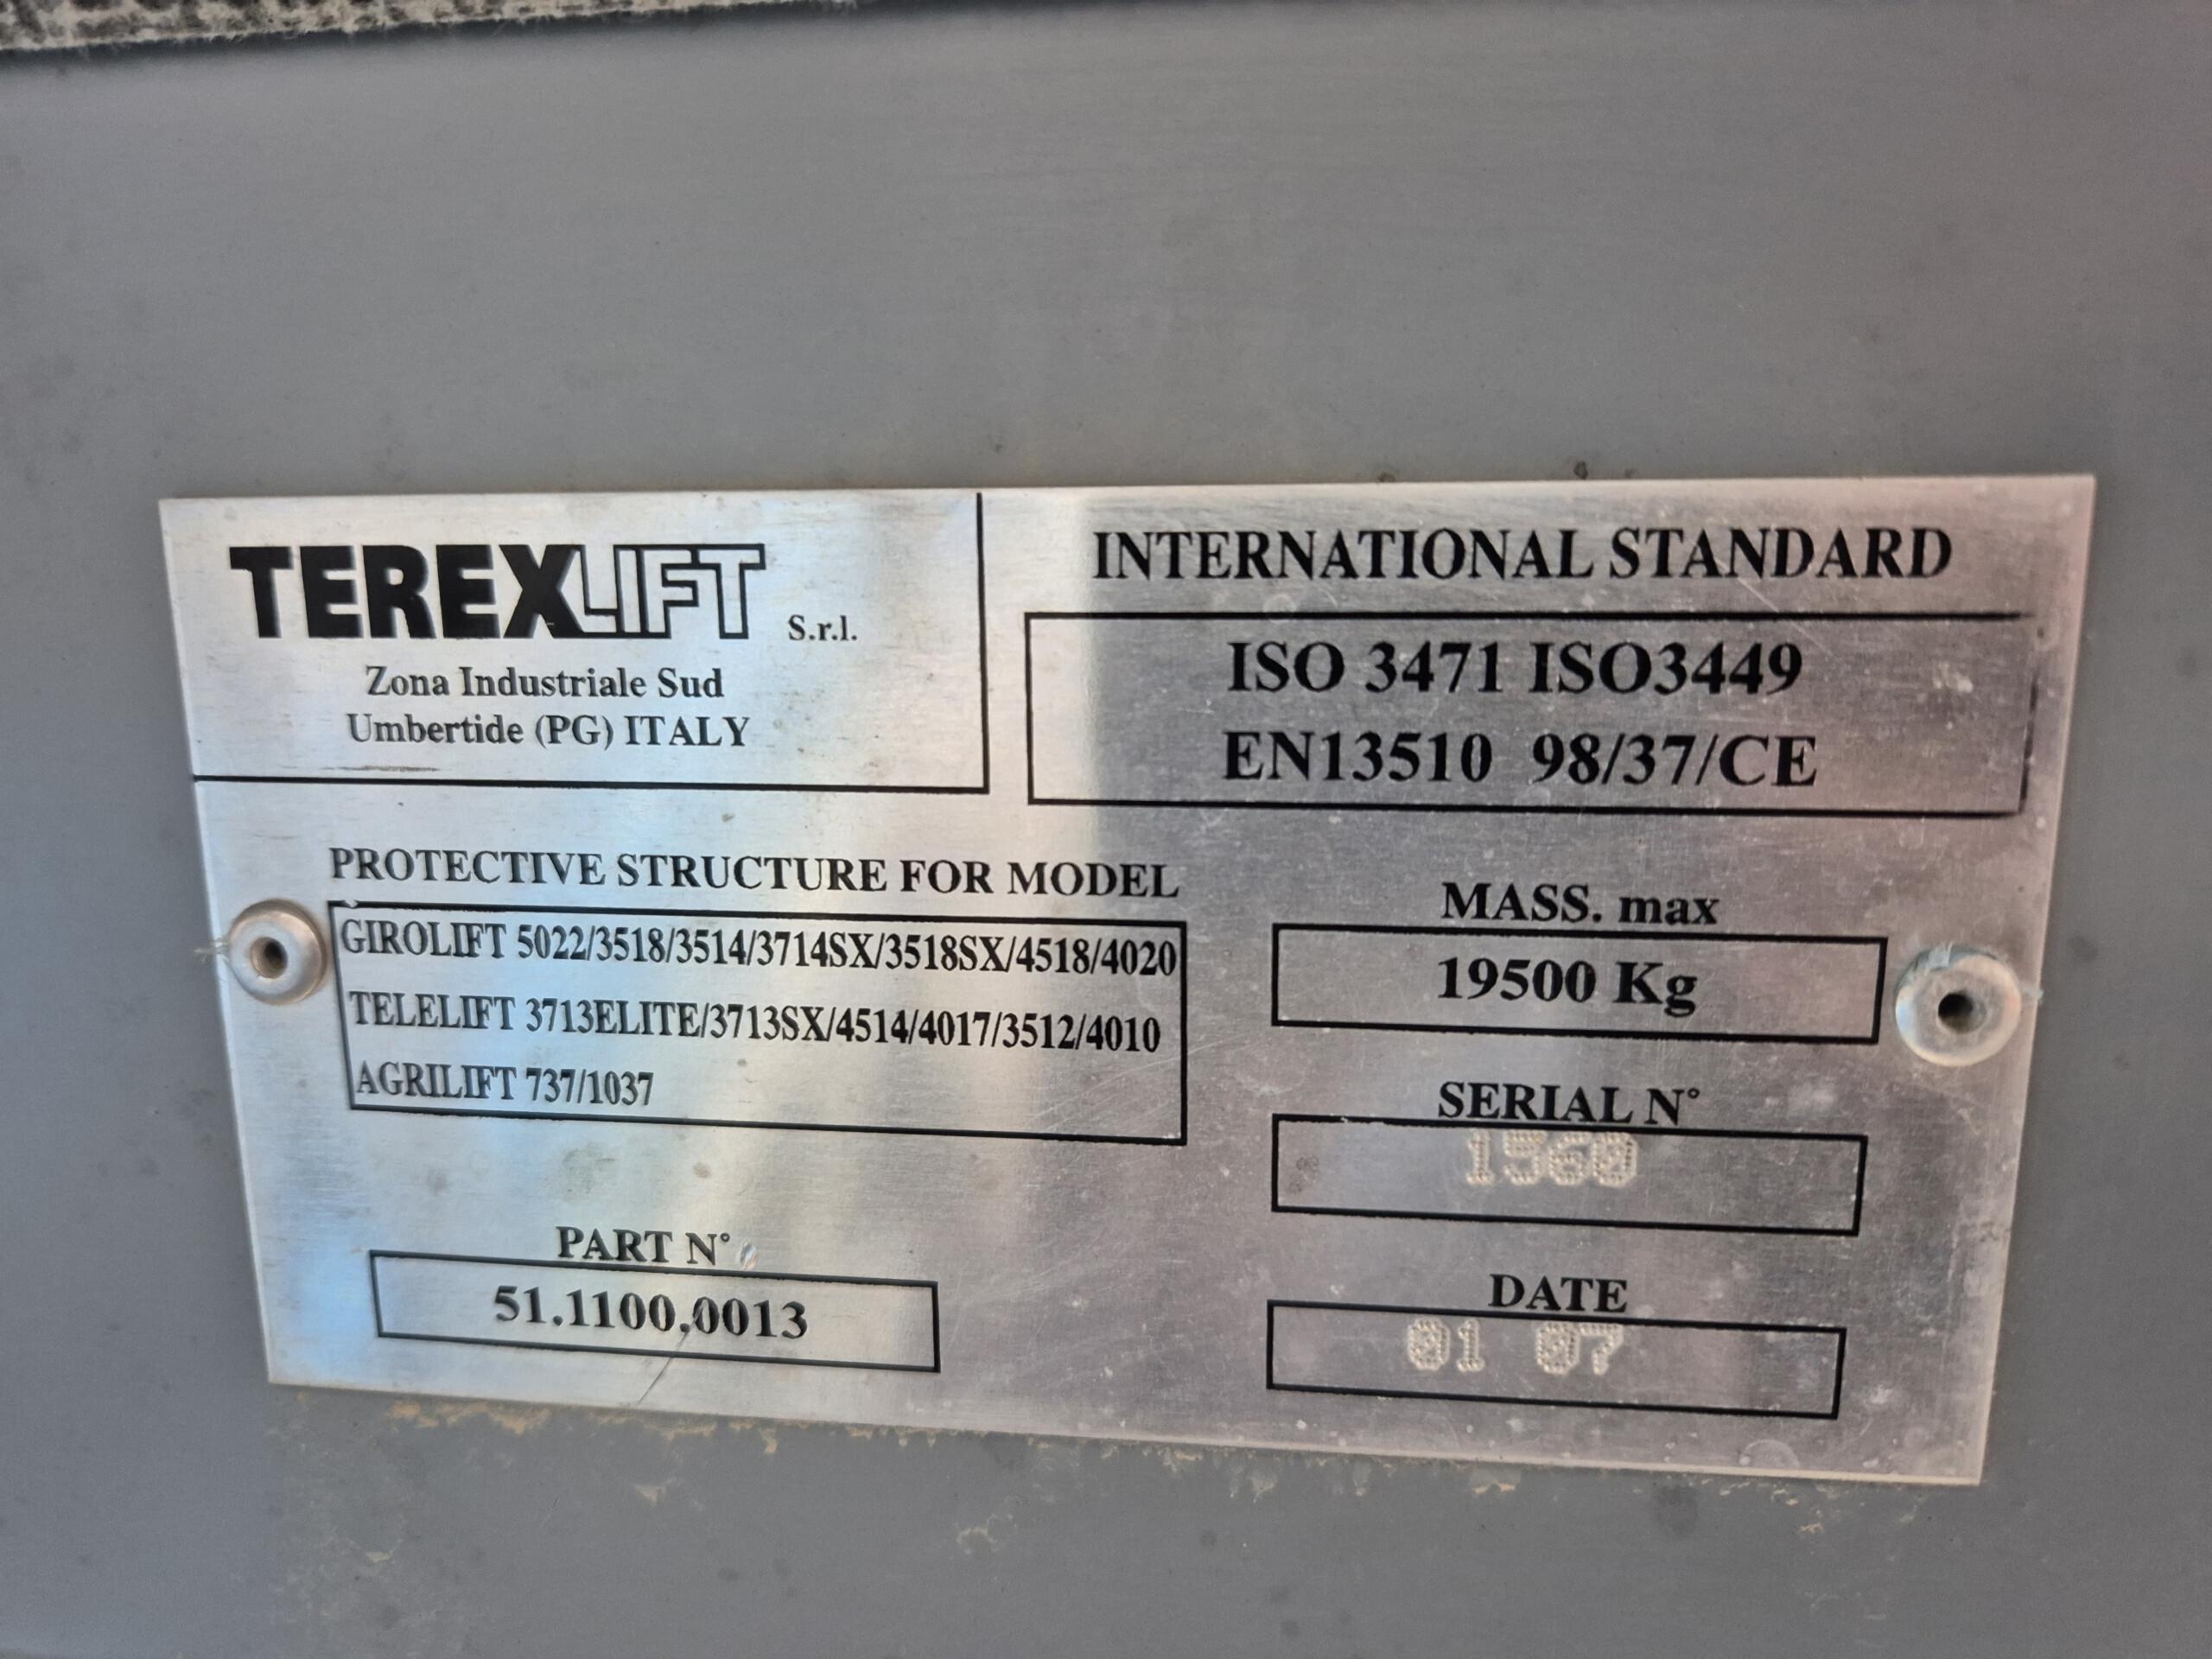 TEREXLIFT S.r.l.
Zona Industriale Sud
Umbertide (PG) ITALY
INTERNATIONAL STANDARD
ISO 3471 ISO3449
EN13510 98/37/CE
PROTECTIVE STRUCTURE FOR MODEL
GIROLIFT 5022/3518/3514/3714SX/3518SX/4518/4020
TELELIFT 3713ELITE/3713SX/4514/4017/3512/4010
AGRILIFT 737/1037
MASS. max
19500 Kg
SERIAL N°
1560
PART N°
51.1100.0013
DATE
01 07